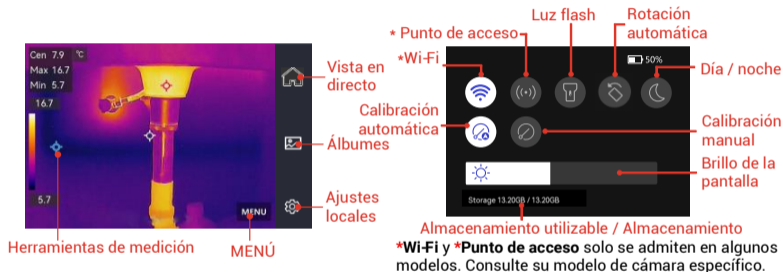 Cen 7.9 °C
Max 16.7
Min 5.7
16.7
5.7
MENU
Vista en
directo
Álbumes
Ajustes
locales
Herramientas de medición
MENÚ
Luz flash
Rotación
automática
* Punto de acceso
*Wi-Fi
50%
Día / noche
Calibración
automática
Calibración
manual
Brillo de la
pantalla
Storage 13.20GB / 13.20GB
Almacenamiento utilizable / Almacenamiento
*Wi-Fi y *Punto de acceso solo se admiten en algunos
modelos. Consulte su modelo de cámara específico.